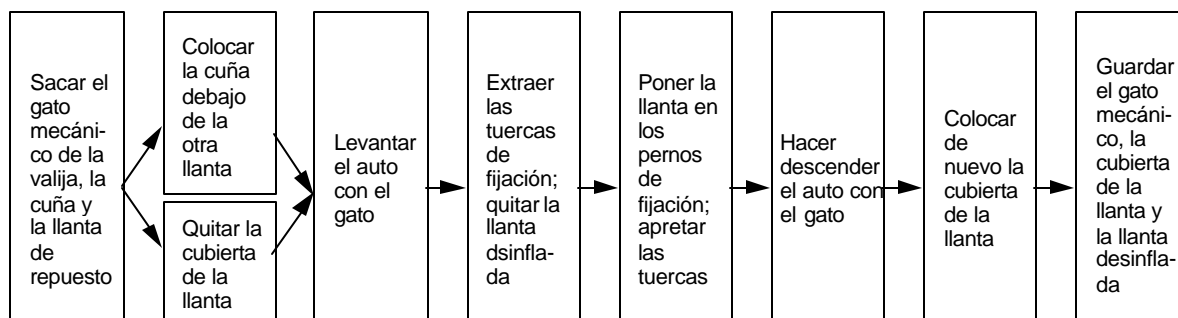 Sacar el
gato
mecáni-
co de la
valija, la
cuña y
la llanta
de
repuesto
Colocar
la cuña
debajo
de la
otra
llanta
Quitar la
cubierta
de la
llanta
Levantar
el auto
con el
gato
Extraer
las
tuercas
de
fijación;
quitar la
llanta
dsinfla-
da
Poner la
llanta en
los
pernos
de
fijación;
apretar
las
tuercas
Hacer
descender
el auto con
el gato
Colocar
de
nuevo la
cubierta
de la
llanta
Guardar
el gato
mecáni-
co, la
cubierta
de la
llanta y
la llanta
desinfla-
da